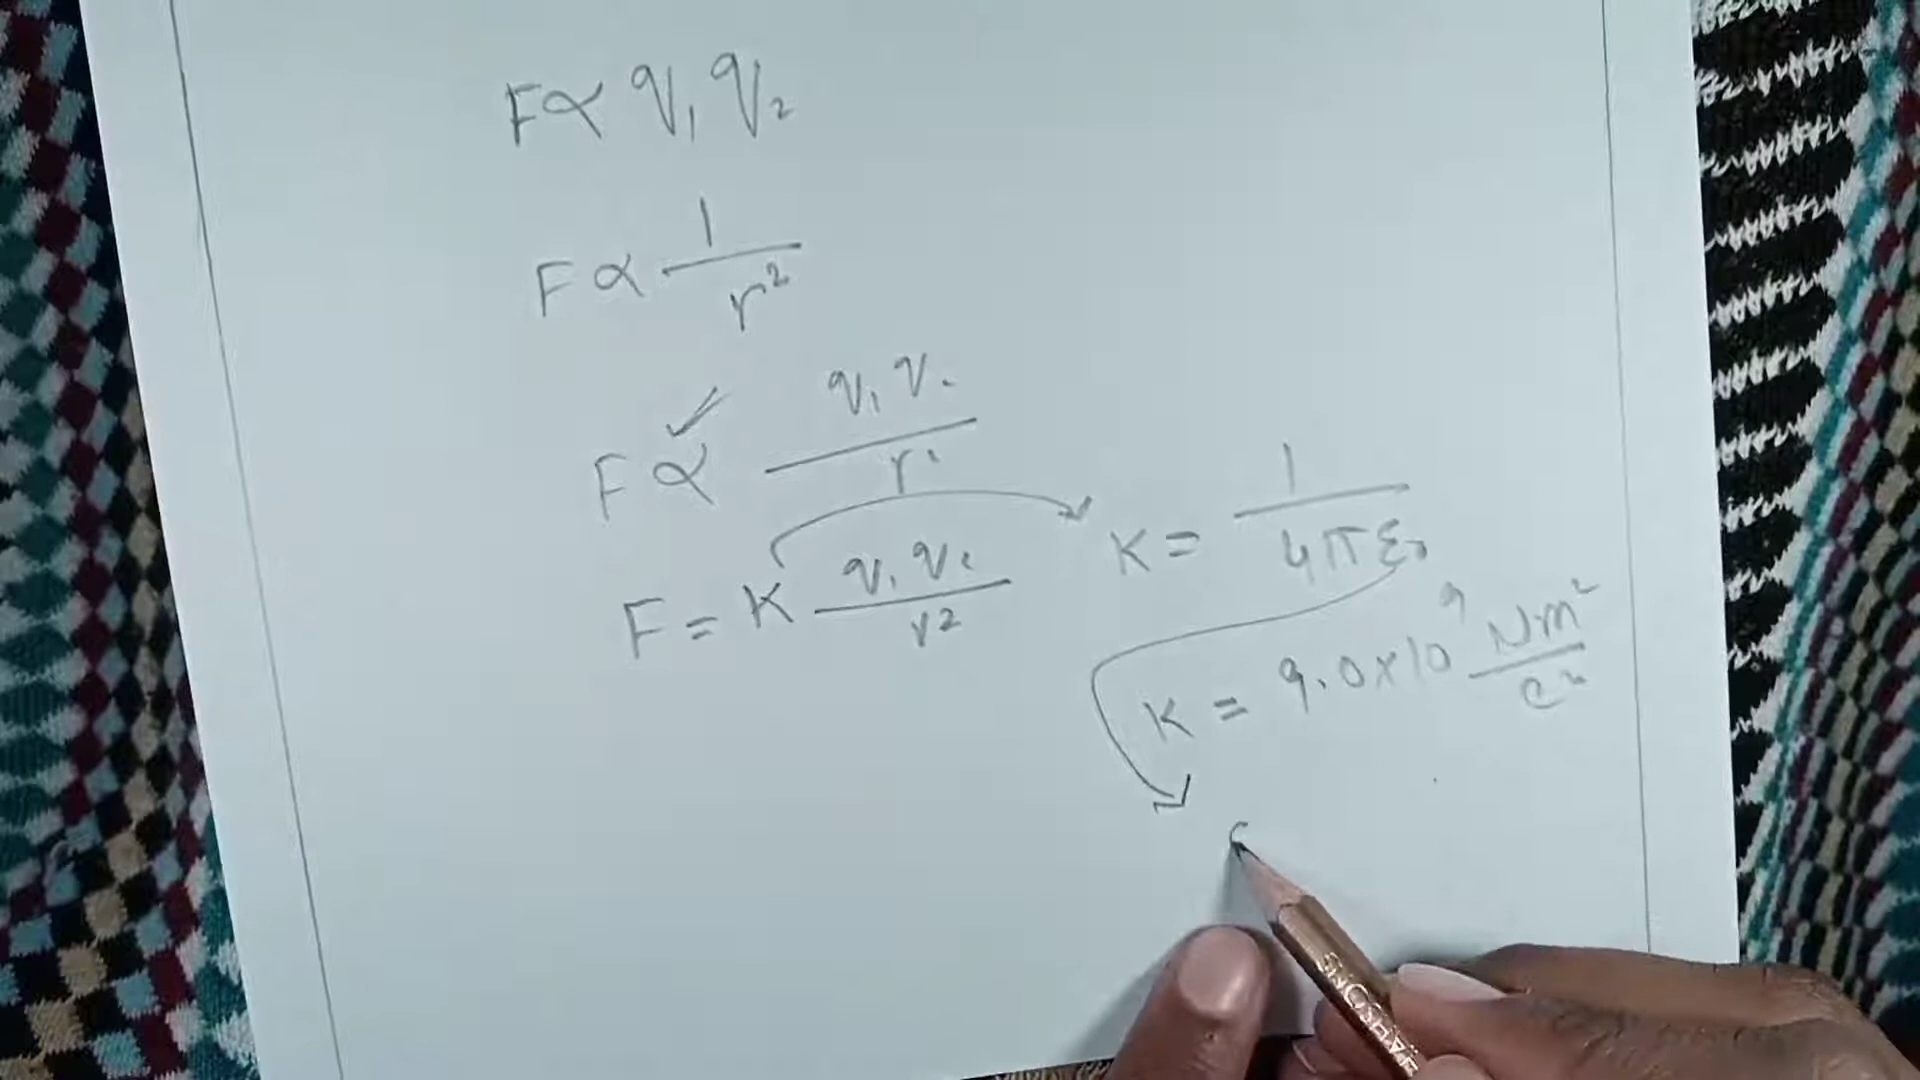 F ∝ q₁ q₂
F ∝ 1/r²
F ∝ q₁ q₂/r²
F = K q₁ q₂/r²
K = 1/4πε₀
K = 9.0×10⁹ Nm²/c²